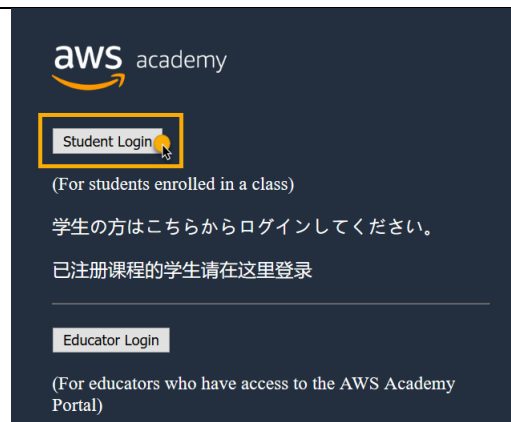 aws academy
Student Login
(For students enrolled in a class)
学生の方はこちらからログインしてください。
已注册课程的学生请在这里登录
Educator Login
(For educators who have access to the AWS Academy
Portal)